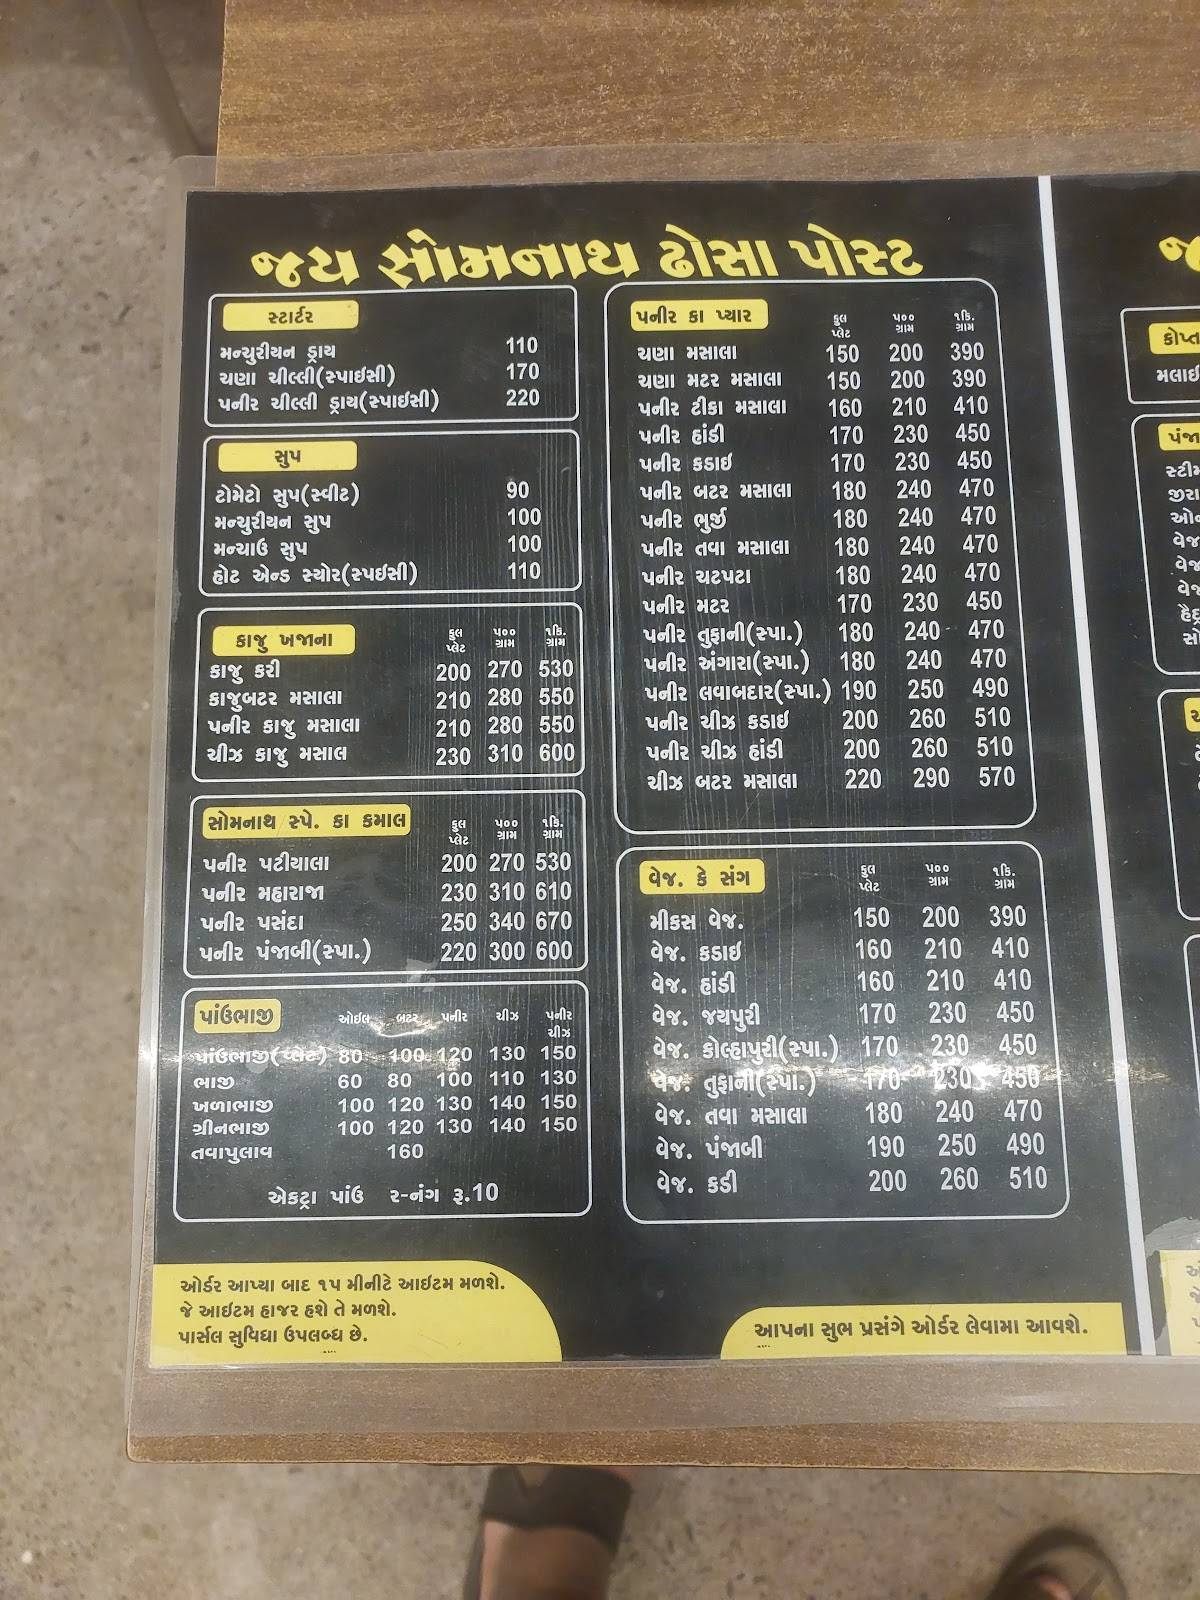 જય સોમનાથ ઢોસા પોસ્ટ
સ્ટાર્ટર
મન્ચુરીયન ડ્રાય 110
ચણા ચીલ્લી(સ્પાઇસી) 170
પનીર ચીલ્લી ડ્રાય(સ્પાઇસી) 220
સુપ
ટોમેટો સુપ(સ્વીટ) 90
મન્ચુરીયન સુપ 100
મન્ચાઉ સુપ 100
હોટ એન્ડ સ્યોર(સ્પઇસી) 110
કાજુ ખજાના ફુલ પ્લેટ ૫૦૦ ગ્રામ ૧કિ. ગ્રામ
કાજુ કરી 200 270 530
કાજુબટર મસાલા 210 280 550
પનીર કાજુ મસાલા 210 280 550
ચીઝ કાજુ મસાલ 230 310 600
સોમનાથ સ્પે. કા કમાલ ફુલ પ્લેટ ૫૦૦ ગ્રામ ૧કિ. ગ્રામ
પનીર પટીયાલા 200 270 530
પનીર મહારાજા 230 310 610
પનીર પસંદા 250 340 670
પનીર પંજાબી(સ્પા.) 220 300 600
પાંઉભાજી ઓઇલ બટર પનીર ચીઝ પનીર ચીઝ
પાંઉભાજી(પ્લેટ) 80 100 120 130 150
ભાજી 60 80 100 110 130
ખળાભાજી 100 120 130 140 150
ગ્રીનભાજી 100 120 130 140 150
તવાપુલાવ 160
એકટ્રા પાંઉ ૨-નંગ રૂ.10
પનીર કા પ્યાર ફુલ પ્લેટ ૫૦૦ ગ્રામ ૧કિ. ગ્રામ
ચણા મસાલા 150 200 390
ચણા મટર મસાલા 150 200 390
પનીર ટીકા મસાલા 160 210 410
પનીર હાંડી 170 230 450
પનીર કડાઇ 170 230 450
પનીર બટર મસાલા 180 240 470
પનીર ભુર્જી 180 240 470
પનીર તવા મસાલા 180 240 470
પનીર ચટપટા 180 240 470
પનીર મટર 170 230 450
પનીર તુફાની(સ્પા.) 180 240 470
પનીર અંગારા(સ્પા.) 180 240 470
પનીર લવાબદાર(સ્પા.) 190 250 490
પનીર ચીઝ કડાઇ 200 260 510
પનીર ચીઝ હાંડી 200 260 510
ચીઝ બટર મસાલા 220 290 570
વેજ. કે સંગ ફુલ પ્લેટ ૫૦૦ ગ્રામ ૧કિ. ગ્રામ
મીકસ વેજ. 150 200 390
વેજ. કડાઇ 160 210 410
વેજ. હાંડી 160 210 410
વેજ. જયપુરી 170 230 450
વેજ. કોલ્હાપુરી(સ્પા.) 170 230 450
વેજ. તુફાની(સ્પા.) 170 230 450
વેજ. તવા મસાલા 180 240 470
વેજ. પંજાબી 190 250 490
વેજ. કડી 200 260 510
ઓર્ડર આપ્યા બાદ ૧૫ મીનીટે આઇટમ મળશે.
જે આઇટમ હાજર હશે તે મળશે.
પાર્સલ સુવિધા ઉપલબ્ધ છે.
આપના સુભ પ્રસંગે ઓર્ડર લેવામા આવશે.